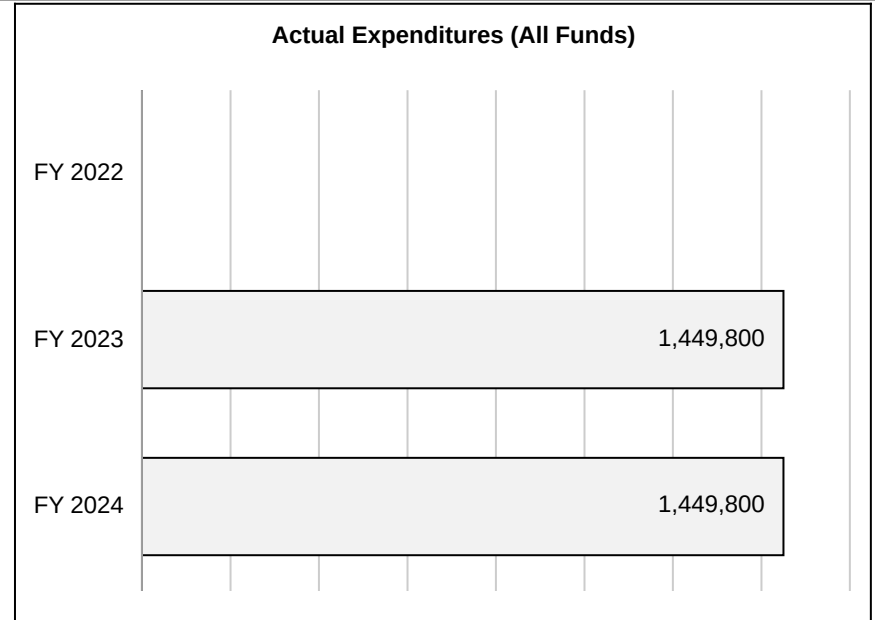 Actual Expenditures (All Funds)
FY 2022
FY 2023
1,449,800
FY 2024
1,449,800